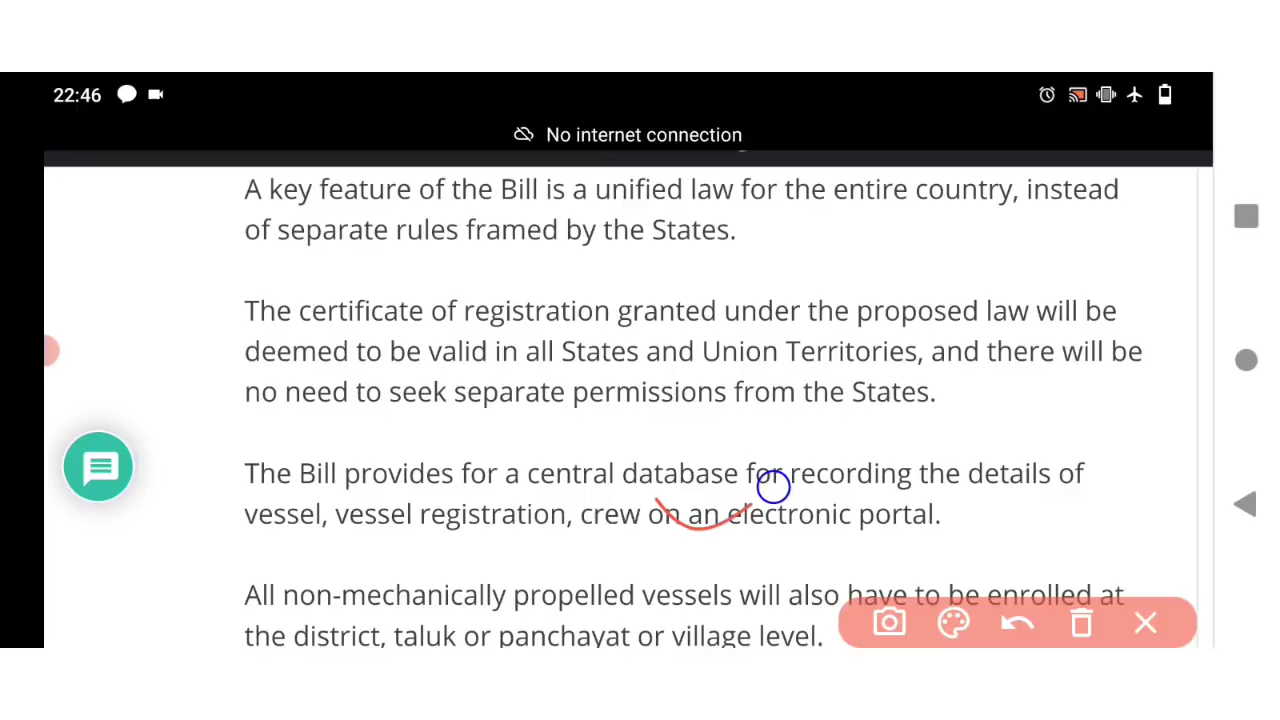 22:46
No internet connection
A key feature of the Bill is a unified law for the entire country, instead
of separate rules framed by the States.
The certificate of registration granted under the proposed law will be
deemed to be valid in all States and Union Territories, and there will be
no need to seek separate permissions from the States.
The Bill provides for a central database for recording the details of
vessel, vessel registration, crew on an electronic portal.
All non-mechanically propelled vessels will also have to be enrolled at
the district, taluk or panchayat or village level.